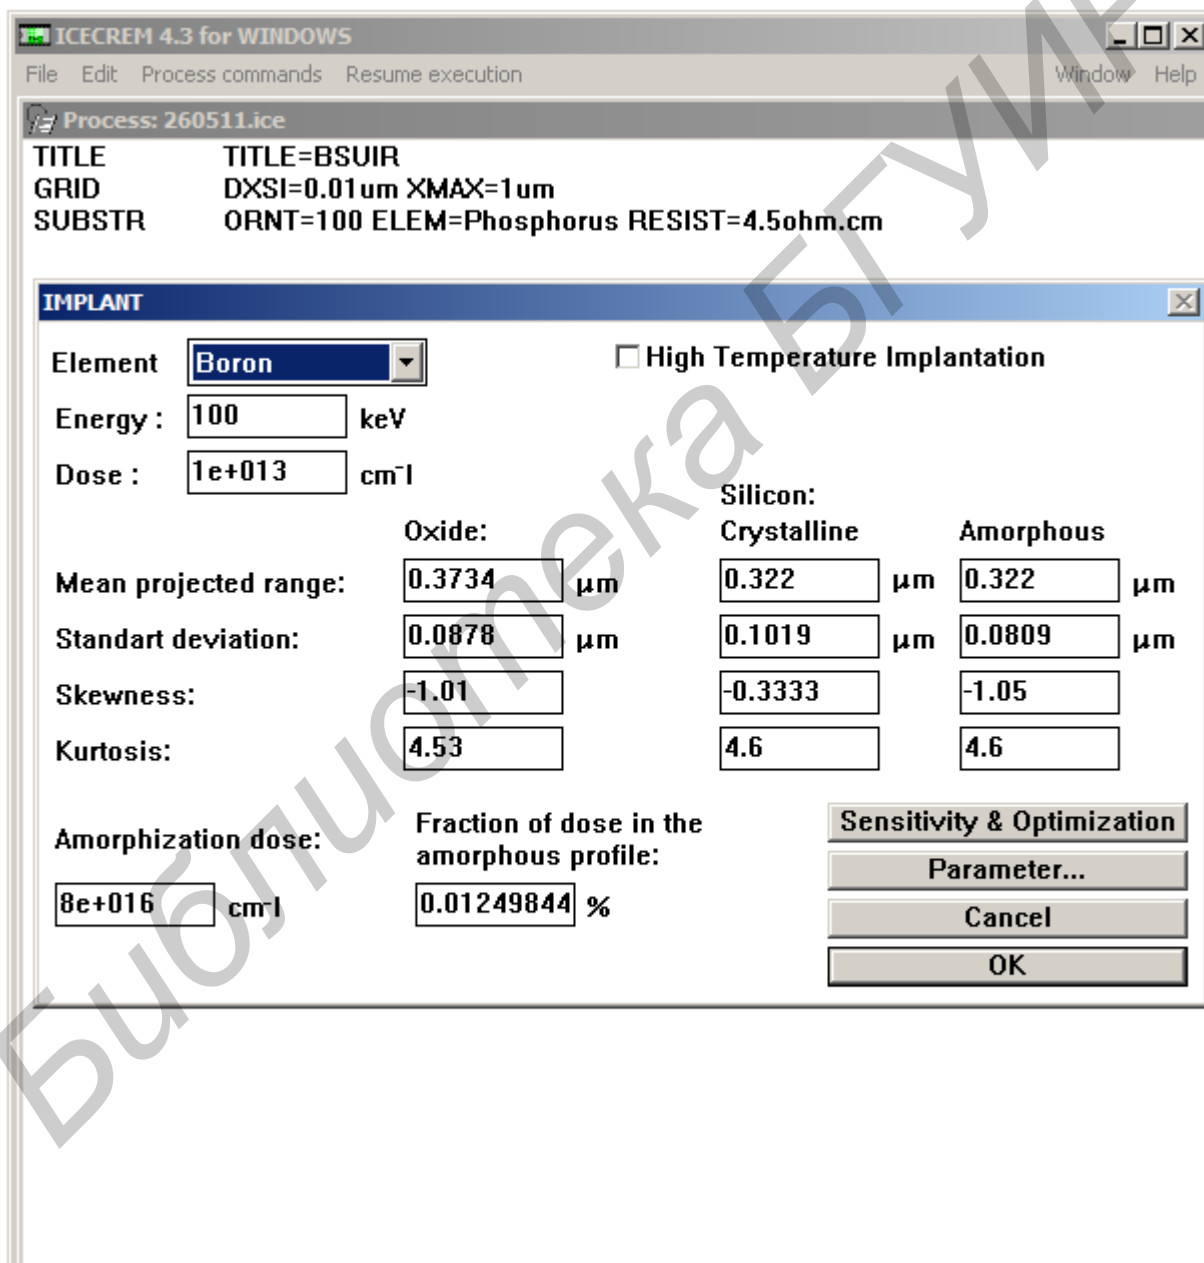 ICECREM 4.3 for WINDOWS
File Edit Process commands Resume execution Window Help
Process: 260511.ice
TITLE TITLE=BSUIR
GRID DXSI=0.01um XMAX=1um
SUBSTR ORNT=100 ELEM=Phosphorus RESIST=4.5ohm.cm
IMPLANT
Element Boron High Temperature Implantation
Energy : 100 keV
Dose : 1e+013 cm⁻l
Silicon:
Oxide: Crystalline Amorphous
Mean projected range: 0.3734 µm 0.322 µm 0.322 µm
Standart deviation: 0.0878 µm 0.1019 µm 0.0809 µm
Skewness: -1.01 -0.3333 -1.05
Kurtosis: 4.53 4.6 4.6
Amorphization dose:
8e+016 cm⁻l
Fraction of dose in the
amorphous profile:
0.01249844 %
Sensitivity & Optimization
Parameter...
Cancel
OK
Библиотека БГУИР